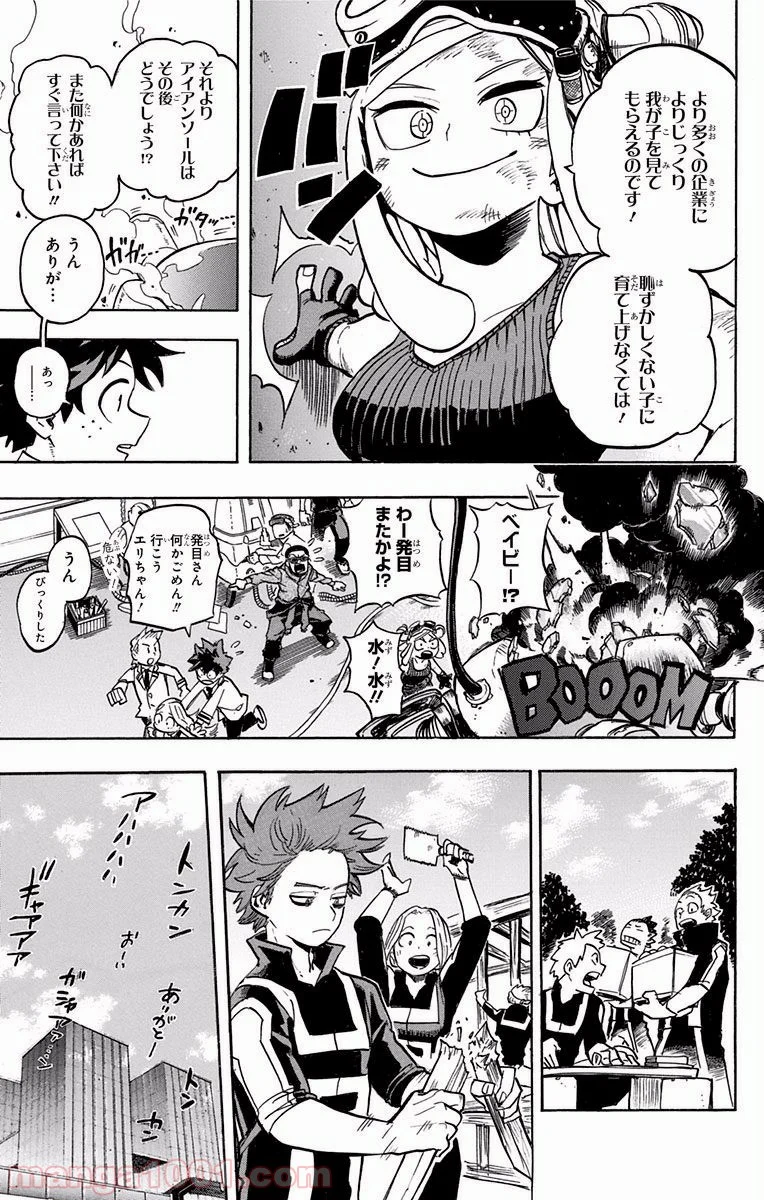 より多くの企業に
よりじっくり
我が子を見て
もらえるのです！
恥ずかしくない子に
育て上げなくては！
それより
アイアンソールは
その後
どうでしょう!?
また何かあれば
すぐ言って下さい!!
ガタッ
ガガ
うん
ありが…
あっ
……
ベイビー!?
BOOOM
わー発目
またかよ!?
水！水!!
発目さん
何かごめん!!
行こう
エリちゃん！
危ない
うん
びっくりした
アハハハハ
トンカン
おーい
ありがとー
ギャアアア
ガシャアアン…
manga1001.com